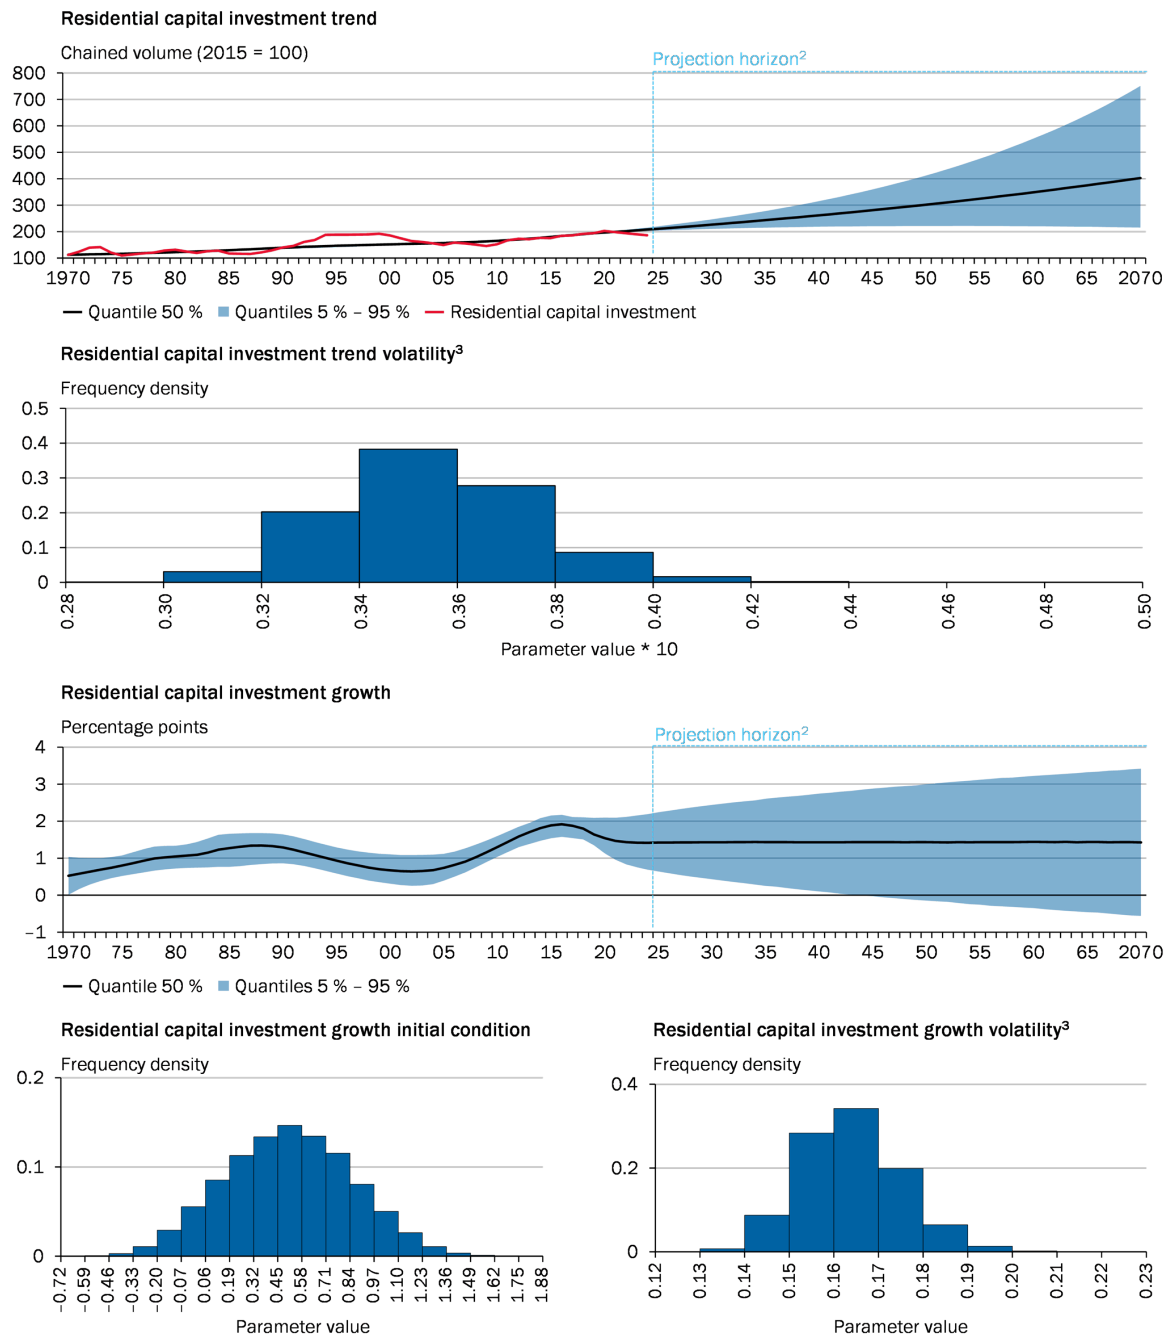 Residential capital investment trend
Chained volume (2015 = 100)
Projection horizon²
800
700
600
500
400
300
200
100
1970 75 80 85 90 95 00 05 10 15 20 25 30 35 40 45 50 55 60 65 2070
Quantile 50 % Quantiles 5 % – 95 % Residential capital investment
Residential capital investment trend volatility³
Frequency density
0.5
0.4
0.3
0.2
0.1
0
0.28 0.30 0.32 0.34 0.36 0.38 0.40 0.42 0.44 0.46 0.48 0.50
Parameter value * 10
Residential capital investment growth
Percentage points
Projection horizon²
4
3
2
1
0
–1
1970 75 80 85 90 95 00 05 10 15 20 25 30 35 40 45 50 55 60 65 2070
Quantile 50 % Quantiles 5 % – 95 %
Residential capital investment growth initial condition
Frequency density
0.2
0.1
0
–0.72 –0.59 –0.46 –0.33 –0.20 –0.07 0.06 0.19 0.32 0.45 0.58 0.71 0.84 0.97 1.10 1.23 1.36 1.49 1.62 1.75 1.88
Parameter value
Residential capital investment growth volatility³
Frequency density
0.4
0.2
0
0.12 0.13 0.14 0.15 0.16 0.17 0.18 0.19 0.20 0.21 0.22 0.23
Parameter value